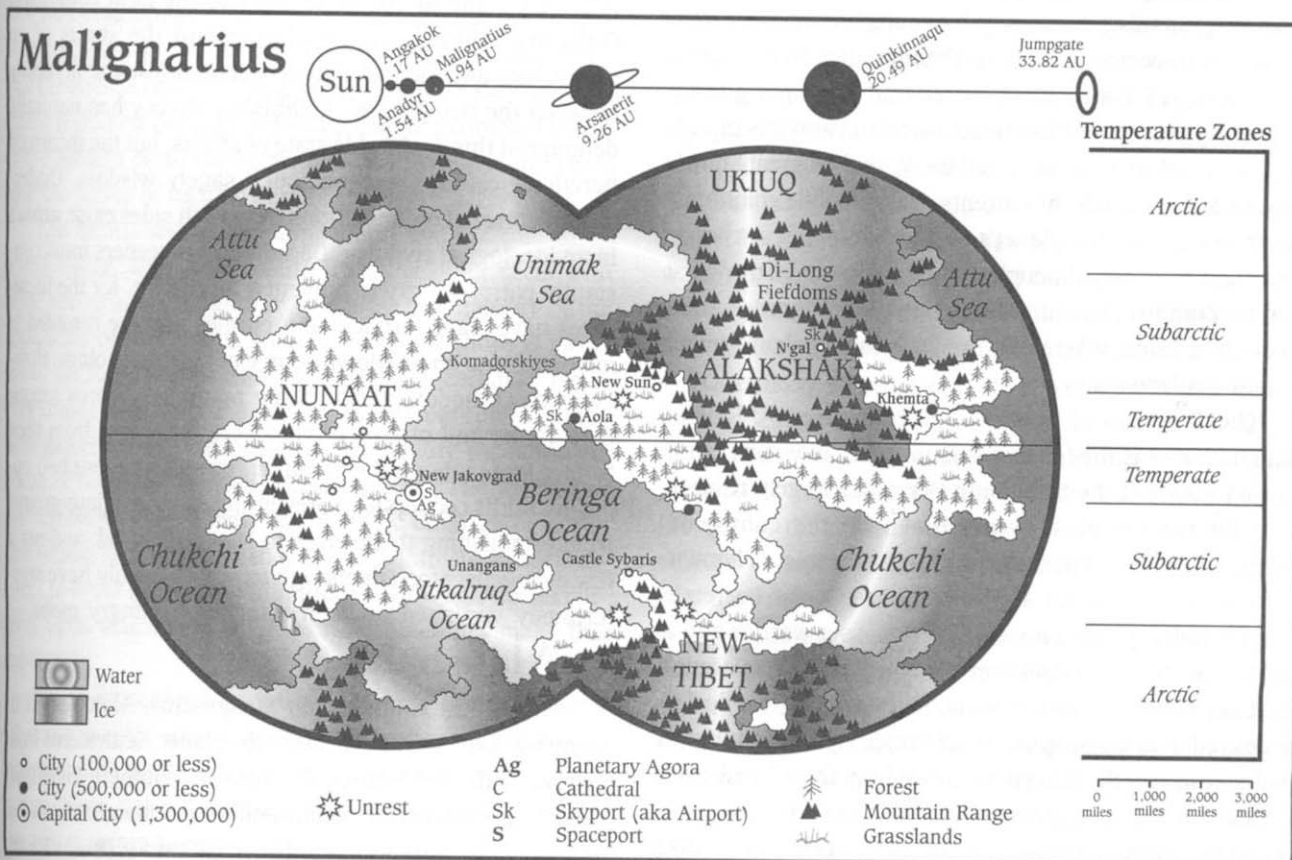 Malignatius
Sun
Angakok
.17 AU
Anadyr
1.54 AU
Malignatius
1.94 AU
Arsanerit
9.26 AU
Quinkinnaqu
20.49 AU
Jumpgate
33.82 AU
Temperature Zones
Arctic
Subarctic
Temperate
Temperate
Subarctic
Arctic
UKIUQ
Attu
Sea
Unimak
Sea
Di-Long
Fiefdoms
Attu
Sea
Sk
N'gal
Komadorskiyes
ALAKSHAK
NUNAAT
New Sun
Khemta
Sk
Aola
New Jakovgrad
S
Ag
Beringa
Ocean
Chukchi
Ocean
Unangans
Castle Sybaris
Chukchi
Ocean
Itkalruq
Ocean
NEW
TIBET
Water
Ice
City (100,000 or less)
City (500,000 or less)
Capital City (1,300,000)
Unrest
Ag Planetary Agora
C Cathedral
Sk Skyport (aka Airport)
S Spaceport
Forest
Mountain Range
Grasslands
0 1,000 2,000 3,000
miles miles miles miles